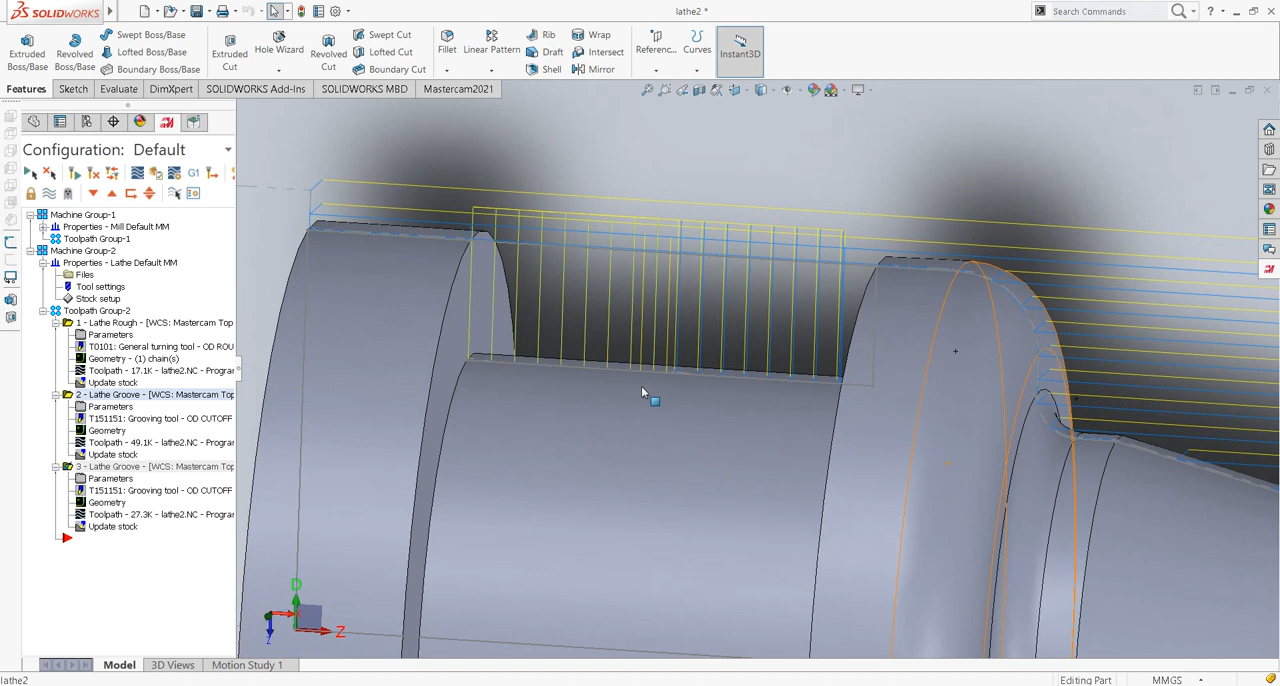 SOLIDWORKS
lathe2 *
Search Commands
Extruded Boss/Base
Revolved Boss/Base
Swept Boss/Base
Lofted Boss/Base
Boundary Boss/Base
Extruded Cut
Hole Wizard
Revolved Cut
Swept Cut
Lofted Cut
Boundary Cut
Fillet
Linear Pattern
Rib
Draft
Shell
Wrap
Intersect
Mirror
Referenc...
Curves
Instant3D
Features
Sketch
Evaluate
DimXpert
SOLIDWORKS Add-Ins
SOLIDWORKS MBD
Mastercam2021
Configuration: Default
G1
Machine Group-1
Properties - Mill Default MM
Toolpath Group-1
Machine Group-2
Properties - Lathe Default MM
Files
Tool settings
Stock setup
Toolpath Group-2
1 - Lathe Rough - [WCS: Mastercam Top
Parameters
T0101: General turning tool - OD ROU
Geometry - (1) chain(s)
Toolpath - 17.1K - lathe2.NC - Progra
Update stock
2 - Lathe Groove - [WCS: Mastercam Top
Parameters
T151151: Grooving tool - OD CUTOFF
Geometry
Toolpath - 49.1K - lathe2.NC - Progra
Update stock
3 - Lathe Groove - [WCS: Mastercam Top
Parameters
T151151: Grooving tool - OD CUTOFF
Geometry
Toolpath - 27.3K - lathe2.NC - Progra
Update stock
D
Z
Model
3D Views
Motion Study 1
lathe2
Editing Part
MMGS